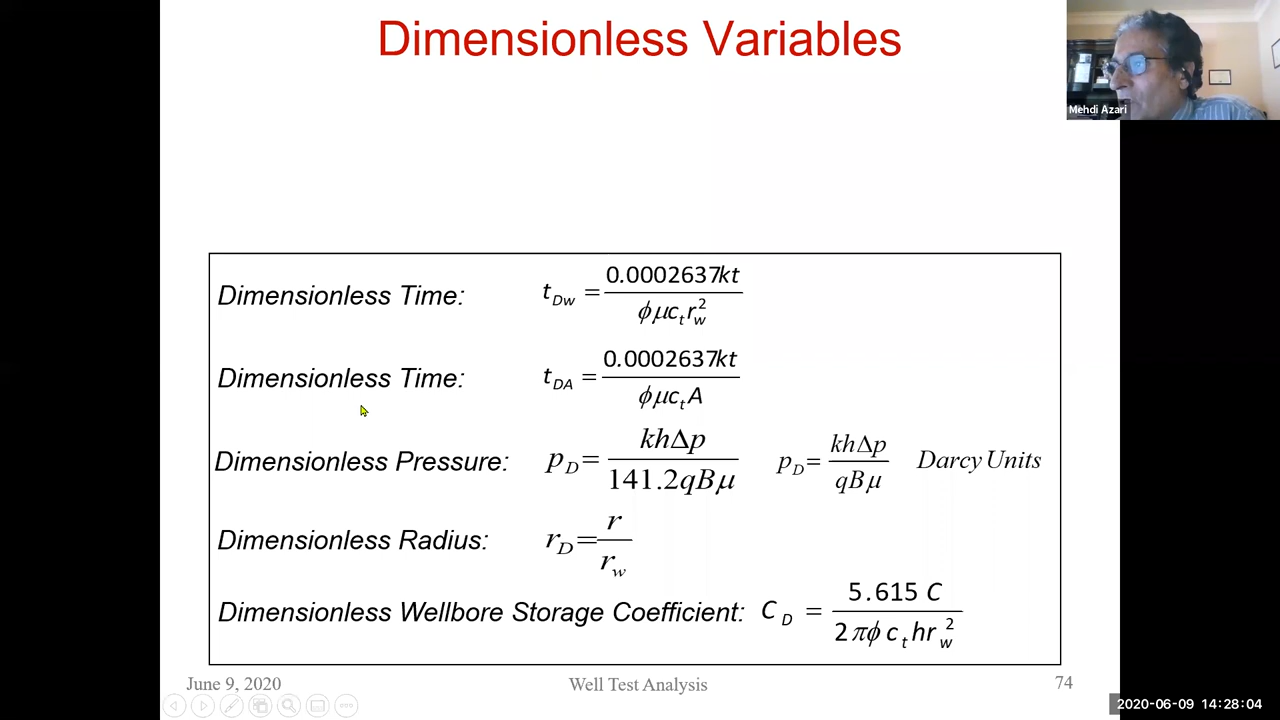 Dimensionless Variables
Mehdi Azari
Dimensionless Time: t_Dw = 0.0002637kt / ϕμc_t r_w^2
Dimensionless Time: t_DA = 0.0002637kt / ϕμc_t A
Dimensionless Pressure: p_D = khΔp / 141.2qBμ p_D = khΔp / qBμ Darcy Units
Dimensionless Radius: r_D = r / r_w
Dimensionless Wellbore Storage Coefficient: C_D = 5.615 C / 2πϕ c_t hr_w^2
June 9, 2020 Well Test Analysis 74
2020-06-09 14:28:04